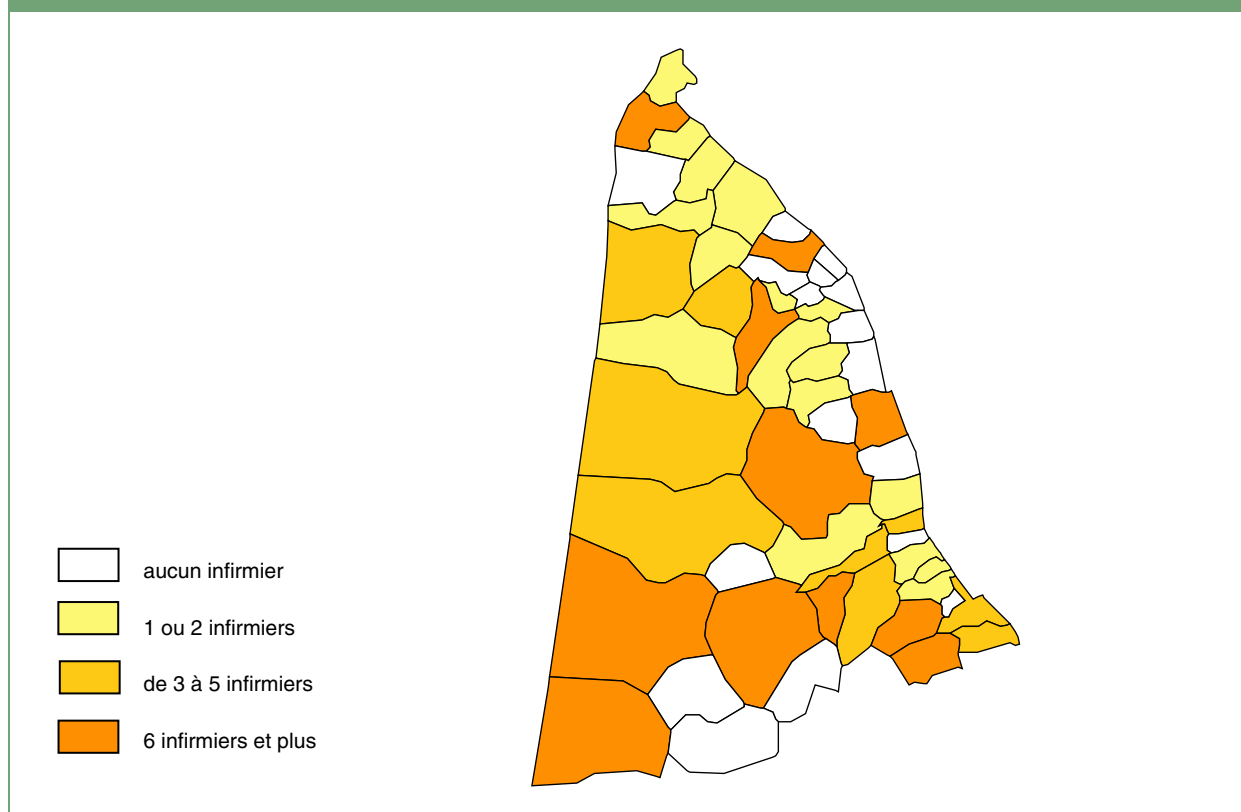 aucun infirmier
1 ou 2 infirmiers
de 3 à 5 infirmiers
6 infirmiers et plus